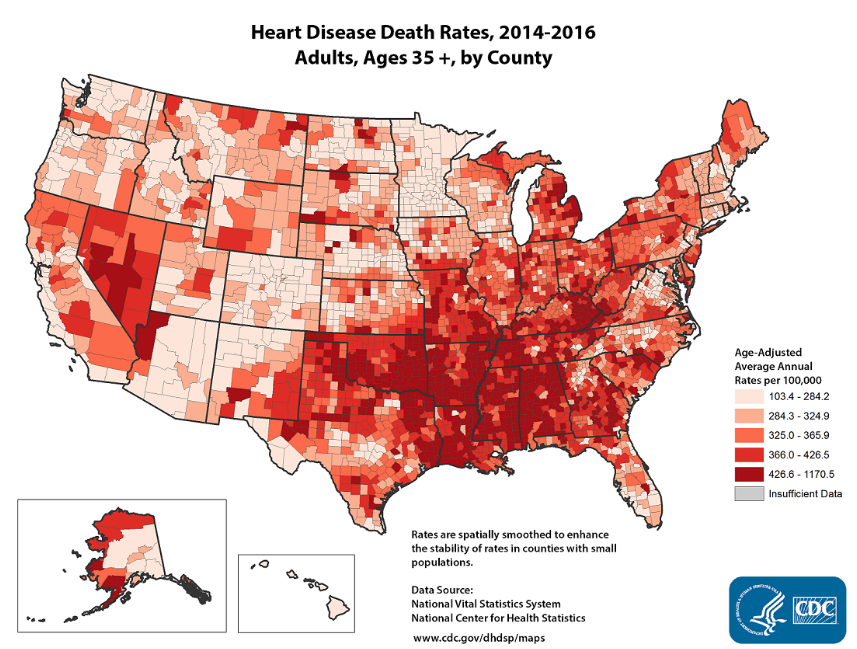 Heart Disease Death Rates, 2014-2016
Adults, Ages 35 +, by County
Age-Adjusted
Average Annual
Rates per 100,000
103.4 - 284.2
284.3 - 324.9
325.0 - 365.9
366.0 - 426.5
426.6 - 1170.5
Insufficient Data
Rates are spatially smoothed to enhance
the stability of rates in counties with small
populations.
Data Source:
National Vital Statistics System
National Center for Health Statistics
www.cdc.gov/dhdsp/maps
CDC